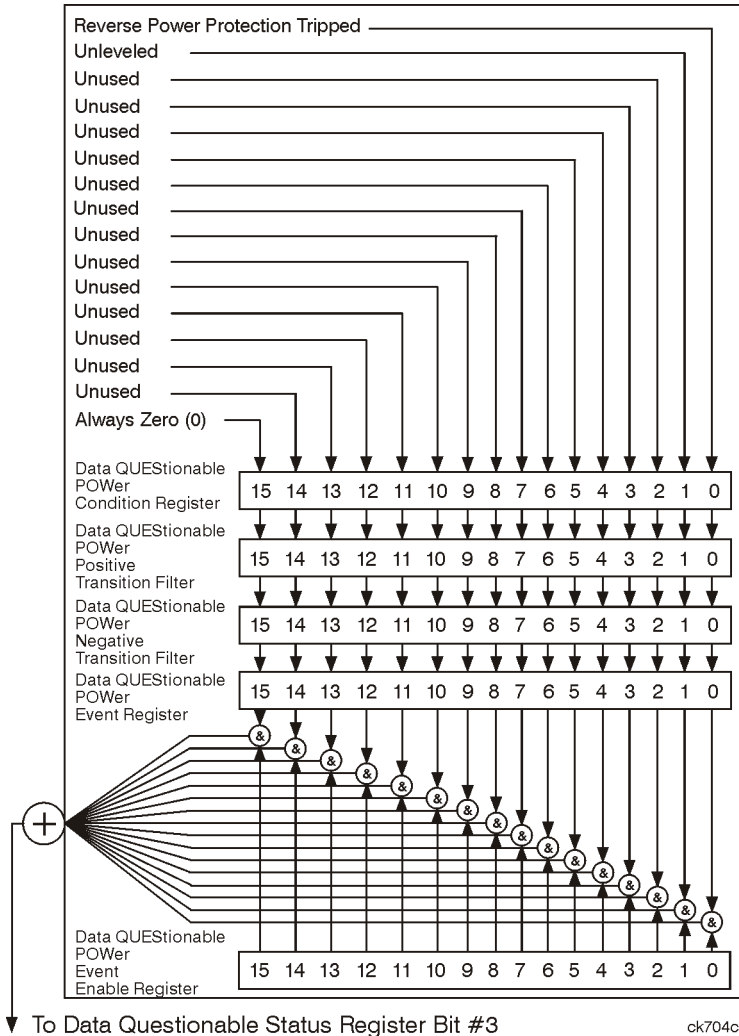 Reverse Power Protection Tripped
Unleveled
Unused
Unused
Unused
Unused
Unused
Unused
Unused
Unused
Unused
Unused
Unused
Unused
Unused
Always Zero (0)
Data QUEStionable
POWer
Condition Register
15 14 13 12 11 10 9 8 7 6 5 4 3 2 1 0
Data QUEStionable
POWer
Positive
Transition Filter
15 14 13 12 11 10 9 8 7 6 5 4 3 2 1 0
Data QUEStionable
POWer
Negative
Transition Filter
15 14 13 12 11 10 9 8 7 6 5 4 3 2 1 0
Data QUEStionable
POWer
Event Register
15 14 13 12 11 10 9 8 7 6 5 4 3 2 1 0
& & & & & & & & & & & & & & & &
+
Data QUEStionable
POWer
Event
Enable Register
15 14 13 12 11 10 9 8 7 6 5 4 3 2 1 0
To Data Questionable Status Register Bit #3
ck704c